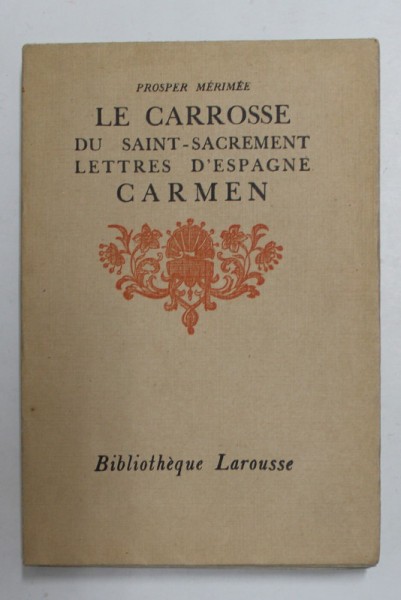 PROSPER MÉRIMÉE
LE CARROSSE
DU SAINT-SACREMENT
LETTRES D'ESPAGNE
CARMEN
Bibliothèque Larousse